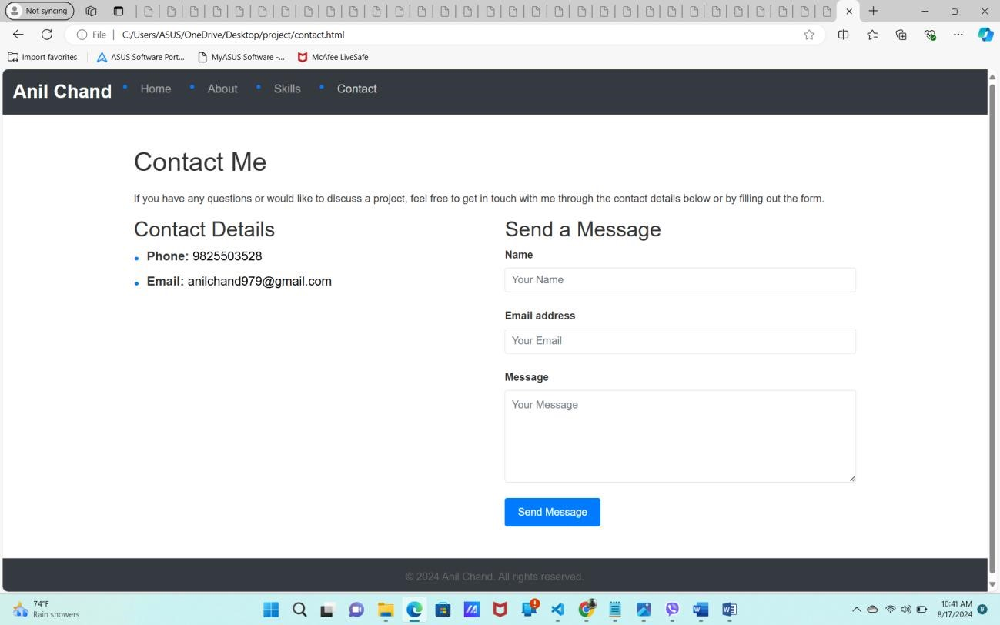 Not syncing
File
C:/Users/ASUS/OneDrive/Desktop/project/contact.html
Import favorites
ASUS Software Port...
MyASUS Software -...
McAfee LiveSafe
Anil Chand
Home
About
Skills
Contact
Contact Me
If you have any questions or would like to discuss a project, feel free to get in touch with me through the contact details below or by filling out the form.
Contact Details
Phone: 9825503528
Email: anilchand979@gmail.com
Send a Message
Name
Your Name
Email address
Your Email
Message
Your Message
Send Message
© 2024 Anil Chand. All rights reserved.
74°F
Rain showers
10:41 AM
8/17/2024
9